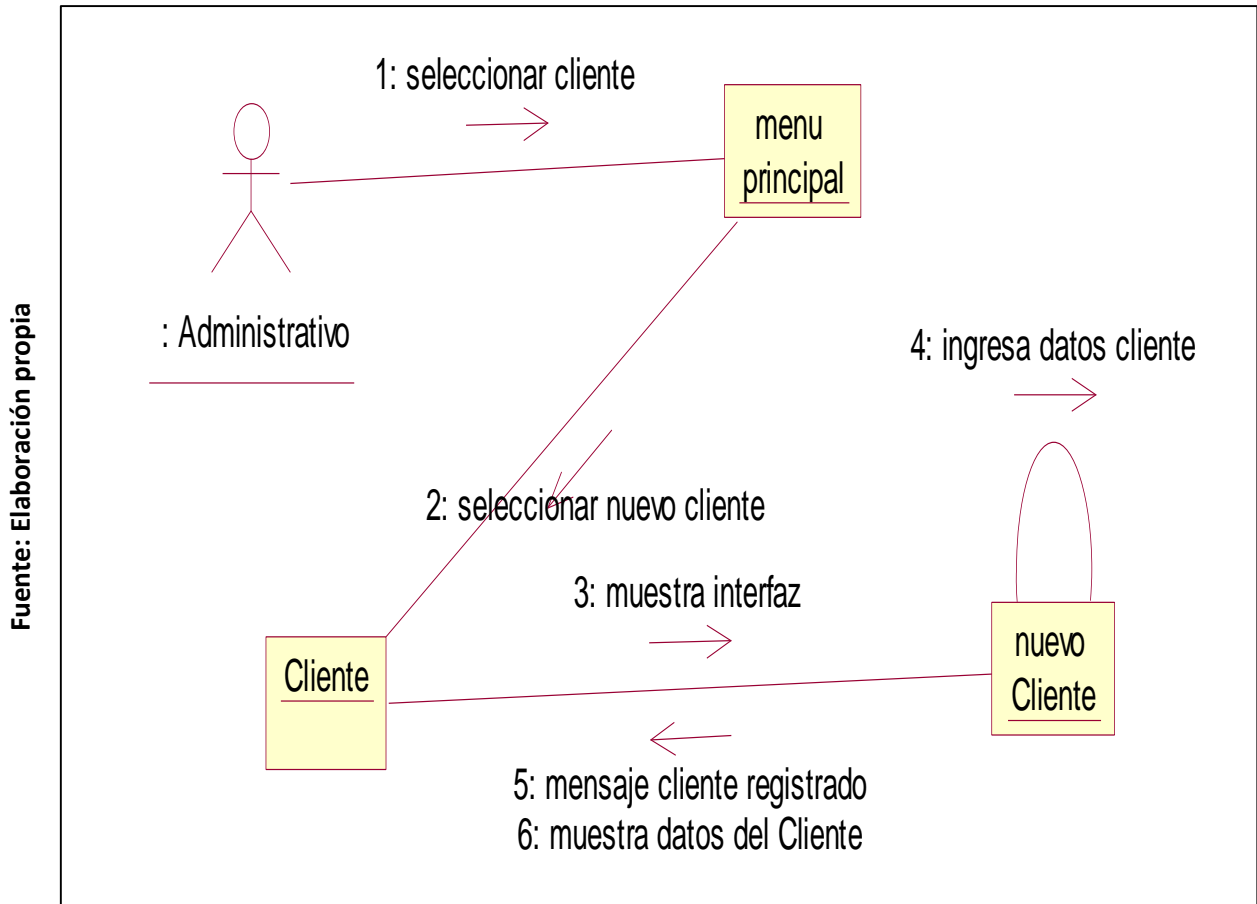 1: seleccionar cliente
menu
principal
: Administrativo
4: ingresa datos cliente
2: seleccionar nuevo cliente
3: muestra interfaz
Cliente
nuevo
Cliente
5: mensaje cliente registrado
6: muestra datos del Cliente
Fuente: Elaboración propia